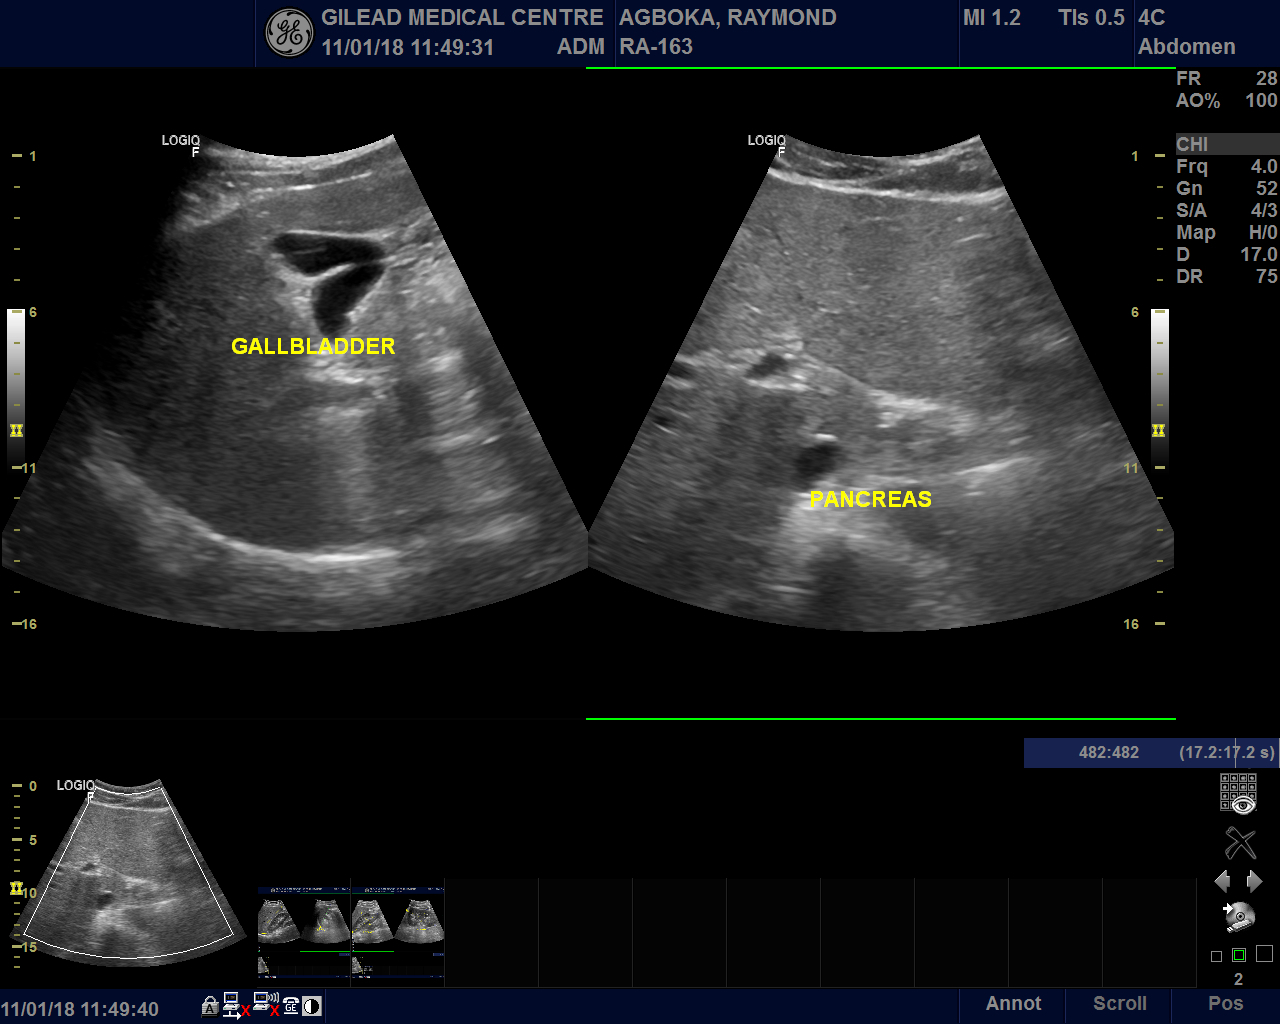 GILEAD MEDICAL CENTRE
11/01/18 11:49:31 ADM
AGBOKA, RAYMOND
RA-163
MI 1.2 TIs 0.5
4C
Abdomen
FR 28
AO% 100
CHI
Frq 4.0
Gn 52
S/A 4/3
Map H/0
D 17.0
DR 75
LOGIQ
F
1
6
11
16
GALLBLADDER
LOGIQ
F
1
6
11
16
PANCREAS
482:482 (17.2:17.2 s)
LOGIQ
F
0
5
10
15
2
11/01/18 11:49:40
A
GE
Annot
Scroll
Pos